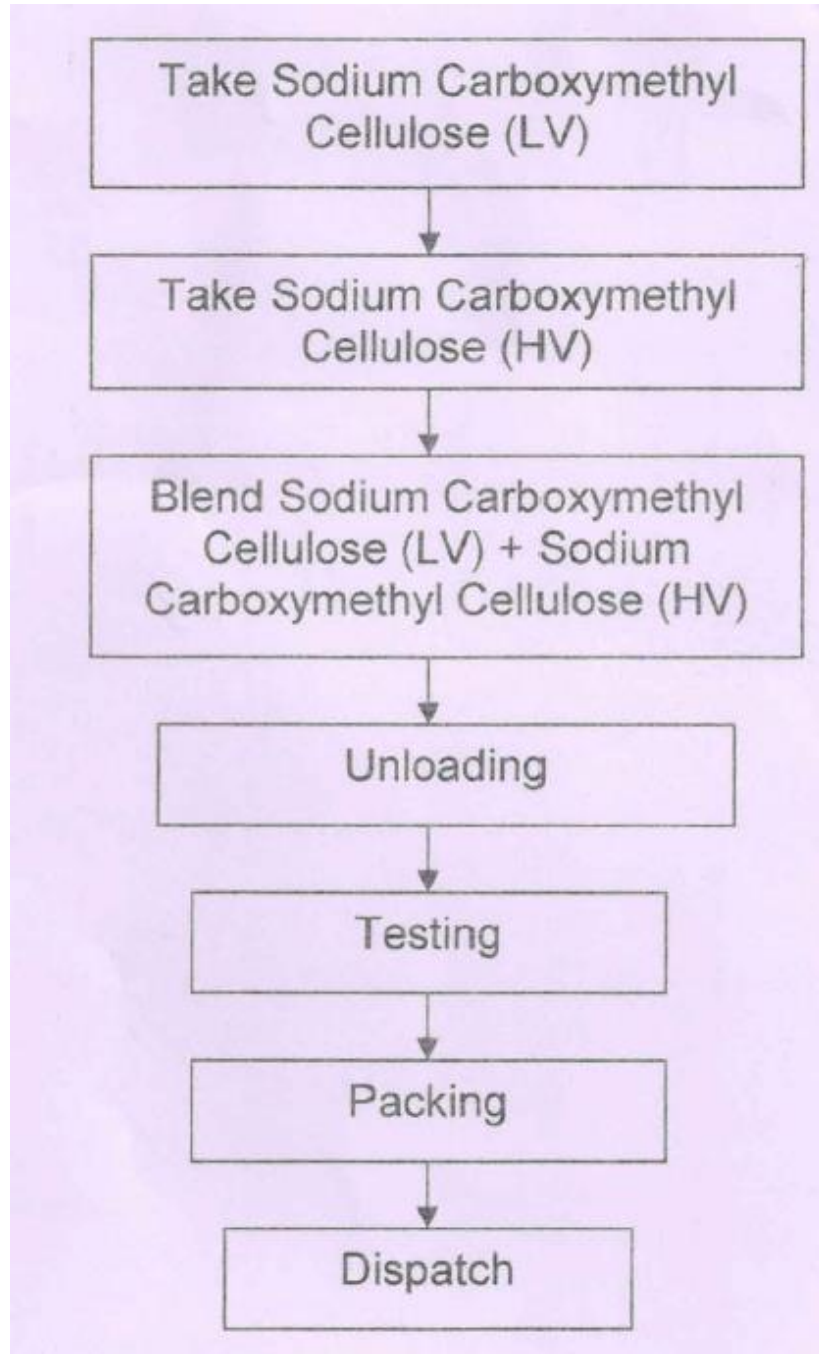 Take Sodium Carboxymethyl
Cellulose (LV)
Take Sodium Carboxymethyl
Cellulose (HV)
Blend Sodium Carboxymethyl
Cellulose (LV) + Sodium
Carboxymethyl Cellulose (HV)
Unloading
Testing
Packing
Dispatch